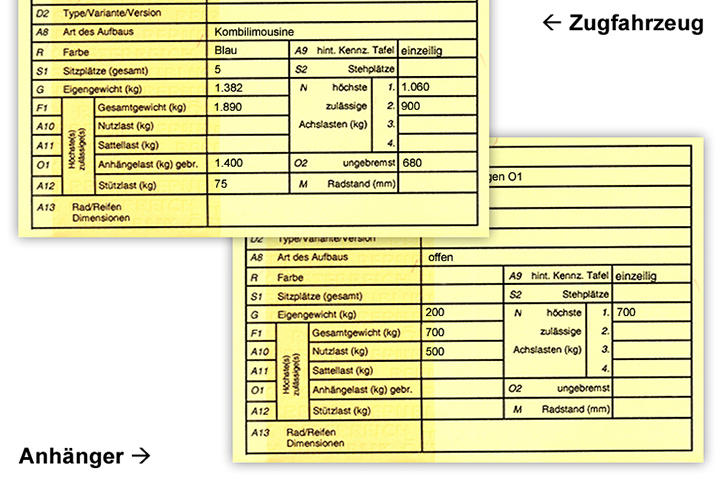 ← Zugfahrzeug
D2 Type/Variante/Version
A8 Art des Aufbaus Kombilimousine
R Farbe Blau A9 hint. Kennz. Tafel einzeilig
S1 Sitzplätze (gesamt) 5 S2 Stehplätze
G Eigengewicht (kg) 1.382 N höchste 1. 1.060
F1 Höchste(s) zulässige(s) Gesamtgewicht (kg) 1.890 zulässige 2. 900
A10 Nutzlast (kg) Achslasten (kg) 3.
A11 Sattellast (kg) 4.
O1 Anhängelast (kg) gebr. 1.400 O2 ungebremst 680
A12 Stützlast (kg) 75 M Radstand (mm)
A13 Rad/Reifen
Dimensionen
gen O1
D2 Type/Variante/Version
A8 Art des Aufbaus offen
R Farbe A9 hint. Kennz. Tafel einzeilig
S1 Sitzplätze (gesamt) S2 Stehplätze
G Eigengewicht (kg) 200 N höchste 1. 700
F1 Höchste(s) zulässige(s) Gesamtgewicht (kg) 700 zulässige 2.
A10 Nutzlast (kg) 500 Achslasten (kg) 3.
A11 Sattellast (kg) 4.
O1 Anhängelast (kg) gebr. O2 ungebremst
A12 Stützlast (kg) M Radstand (mm)
A13 Rad/Reifen
Dimensionen
Anhänger →